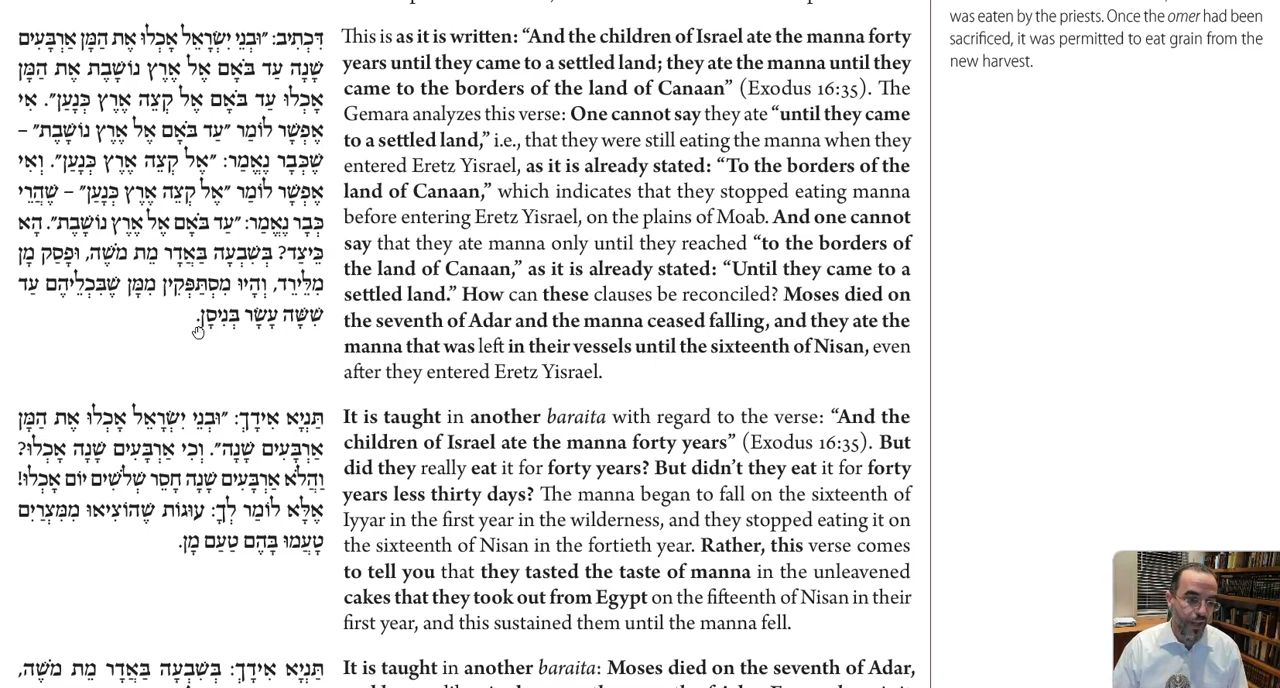 דִּכְתִיב: ״וּבְנֵי יִשְׂרָאֵל אָכְלוּ אֶת הַמָּן אַרְבָּעִים
שָׁנָה עַד בֹּאָם אֶל אֶרֶץ נוֹשָׁבֶת אֶת הַמָּן
אָכְלוּ עַד בֹּאָם אֶל קְצֵה אֶרֶץ כְּנָעַן״. אִי
אֶפְשָׁר לוֹמַר ״עַד בֹּאָם אֶל אֶרֶץ נוֹשָׁבֶת״ –
שֶׁכְּבָר נֶאֱמַר: ״אֶל קְצֵה אֶרֶץ כְּנָעַן״. וְאִי
אֶפְשָׁר לוֹמַר ״אֶל קְצֵה אֶרֶץ כְּנָעַן״ – שֶׁהֲרֵי
כְּבָר נֶאֱמַר: ״עַד בֹּאָם אֶל אֶרֶץ נוֹשָׁבֶת״. הָא
כֵּיצַד? בְּשִׁבְעָה בַּאֲדָר מֵת מֹשֶׁה, וּפָסַק מָן
מִלֵּירֵד, וְהָיוּ מִסְתַּפְּקִין מִמָּן שֶׁבִּכְלֵיהֶם עַד
שִׁשָּׁה עָשָׂר בְּנִיסָן.
תַּנְיָא אִידַךְ: ״וּבְנֵי יִשְׂרָאֵל אָכְלוּ אֶת הַמָּן
אַרְבָּעִים שָׁנָה״. וְכִי אַרְבָּעִים שָׁנָה אָכְלוּ?
וַהֲלֹא אַרְבָּעִים שָׁנָה חָסֵר שְׁלֹשִׁים יוֹם אָכְלוּ!
אֶלָּא לוֹמַר לְךָ: עוּגוֹת שֶׁהוֹצִיאוּ מִמִּצְרַיִם
טָעֲמוּ בָּהֶם טַעַם מָן.
תַּנְיָא אִידַךְ: בְּשִׁבְעָה בַּאֲדָר מֵת מֹשֶׁה,
This is as it is written: “And the children of Israel ate the manna forty
years until they came to a settled land; they ate the manna until they
came to the borders of the land of Canaan” (Exodus 16:35). The
Gemara analyzes this verse: One cannot say they ate “until they came
to a settled land,” i.e., that they were still eating the manna when they
entered Eretz Yisrael, as it is already stated: “To the borders of the
land of Canaan,” which indicates that they stopped eating manna
before entering Eretz Yisrael, on the plains of Moab. And one cannot
say that they ate manna only until they reached “to the borders of
the land of Canaan,” as it is already stated: “Until they came to a
settled land.” How can these clauses be reconciled? Moses died on
the seventh of Adar and the manna ceased falling, and they ate the
manna that was left in their vessels until the sixteenth of Nisan, even
after they entered Eretz Yisrael.
It is taught in another baraita with regard to the verse: “And the
children of Israel ate the manna forty years” (Exodus 16:35). But
did they really eat it for forty years? But didn’t they eat it for forty
years less thirty days? The manna began to fall on the sixteenth of
Iyyar in the first year in the wilderness, and they stopped eating it on
the sixteenth of Nisan in the fortieth year. Rather, this verse comes
to tell you that they tasted the taste of manna in the unleavened
cakes that they took out from Egypt on the fifteenth of Nisan in their
first year, and this sustained them until the manna fell.
It is taught in another baraita: Moses died on the seventh of Adar,
was eaten by the priests. Once the omer had been
sacrificed, it was permitted to eat grain from the
new harvest.